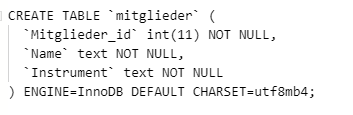 CREATE TABLE `mitglieder` (
`Mitglieder_id` int(11) NOT NULL,
`Name` text NOT NULL,
`Instrument` text NOT NULL
) ENGINE=InnoDB DEFAULT CHARSET=utf8mb4;